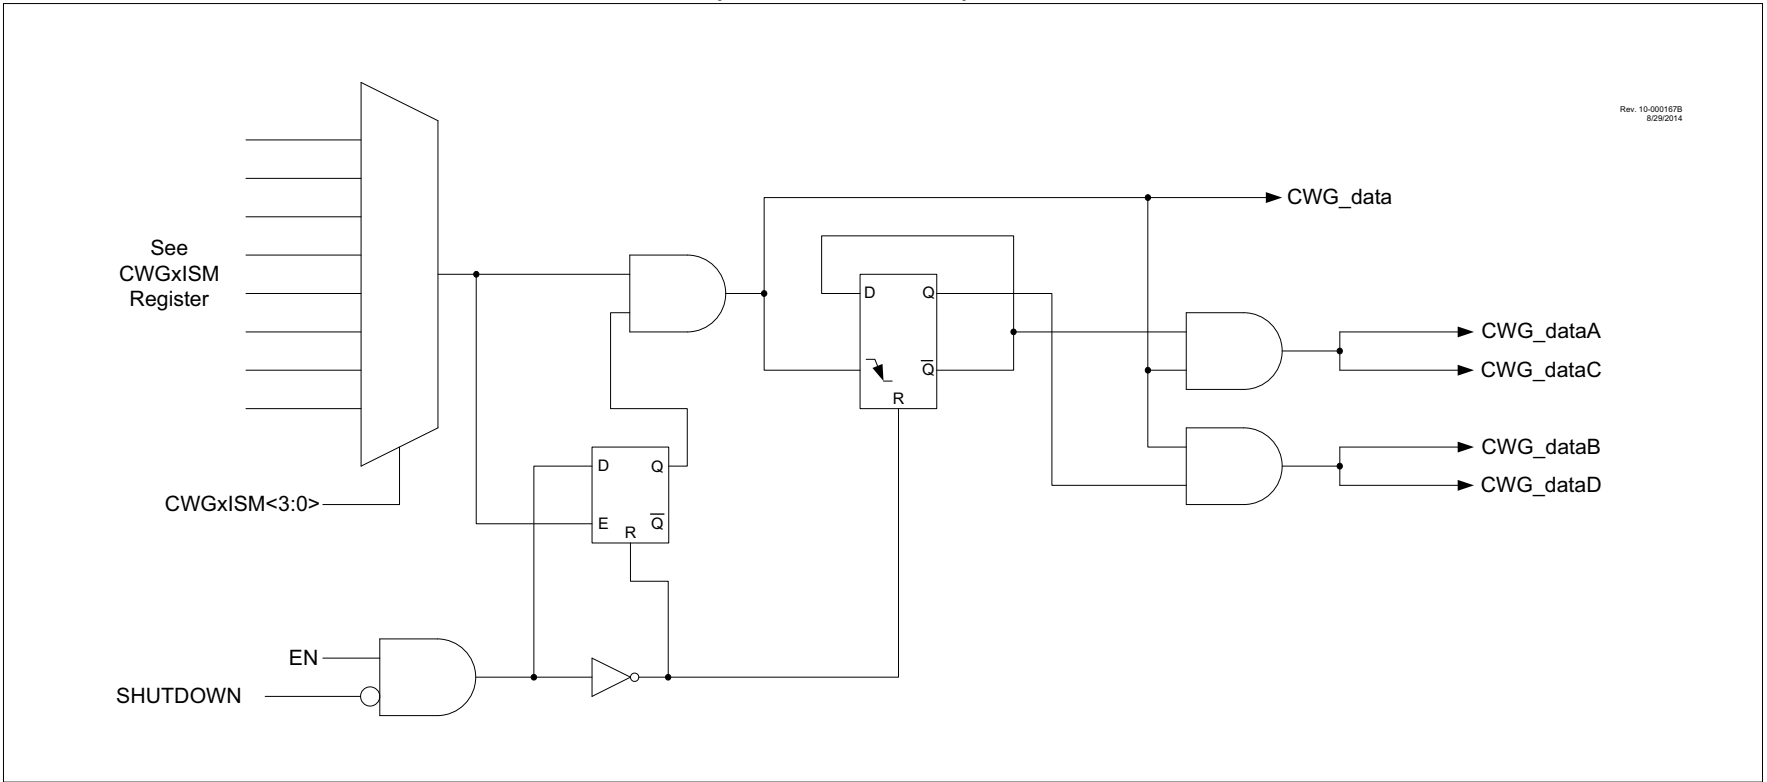 Rev. 10-000167B
8/29/2014
CWG_data
See
CWGxISM
Register
D
Q
Q̅
R
CWG_dataA
CWG_dataC
CWG_dataB
CWG_dataD
D
Q
E
Q̅
R
CWGxISM<3:0>
EN
SHUTDOWN